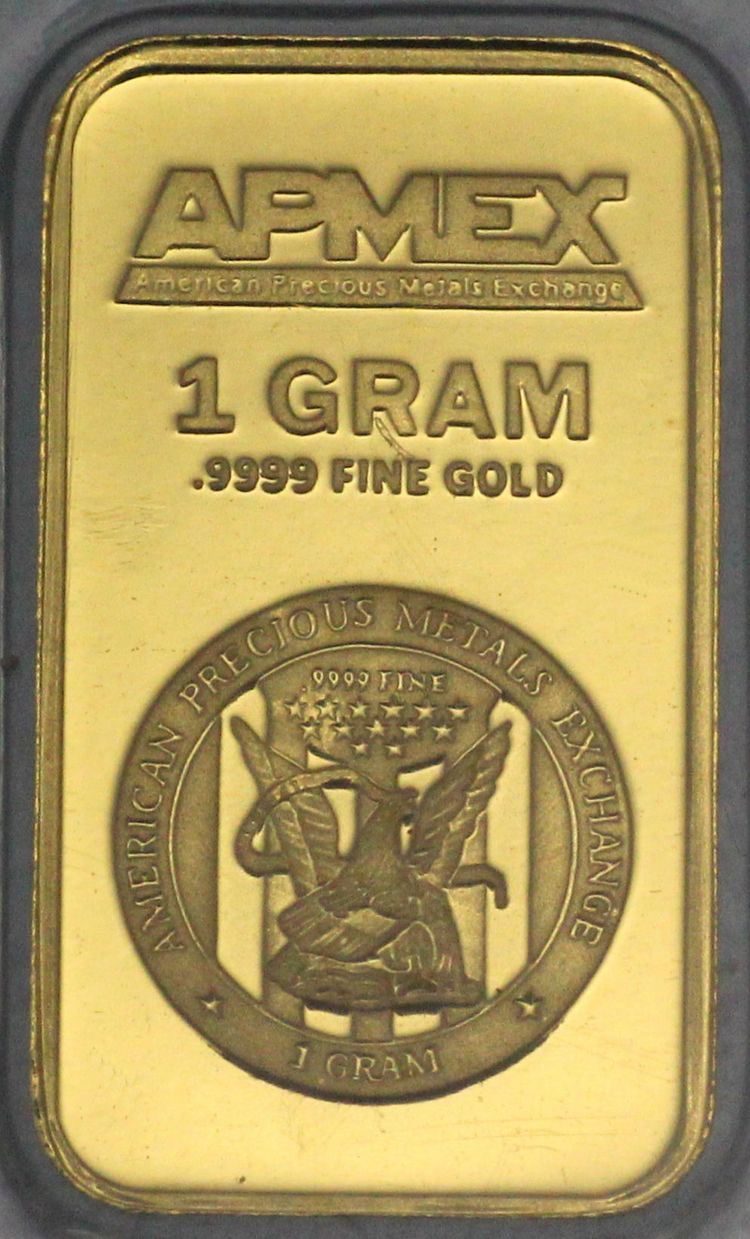 APMEX
American Precious Metals Exchange
1 GRAM
.9999 FINE GOLD
AMERICAN PRECIOUS METALS EXCHANGE
.9999 FINE
1 GRAM